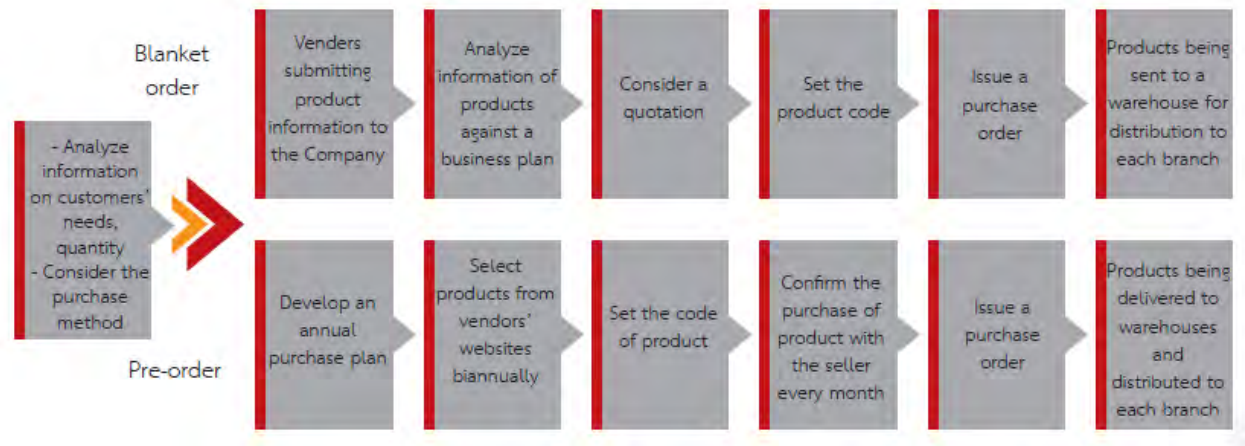 Blanket
order
- Analyze
information
on customers'
needs,
quantity
- Consider the
purchase
method
Pre-order
Venders
submitting
product
information to
the Company
Analyze
information of
products
against a
business plan
Consider a
quotation
Set the
product code
Issue a
purchase
order
Products being
sent to a
warehouse for
distribution to
each branch
Develop an
annual
purchase plan
Select
products from
vendors'
websites
biannually
Set the code
of product
Confirm the
purchase of
product with
the seller
every month
Issue a
purchase
order
Products being
delivered to
warehouses
and
distributed to
each branch